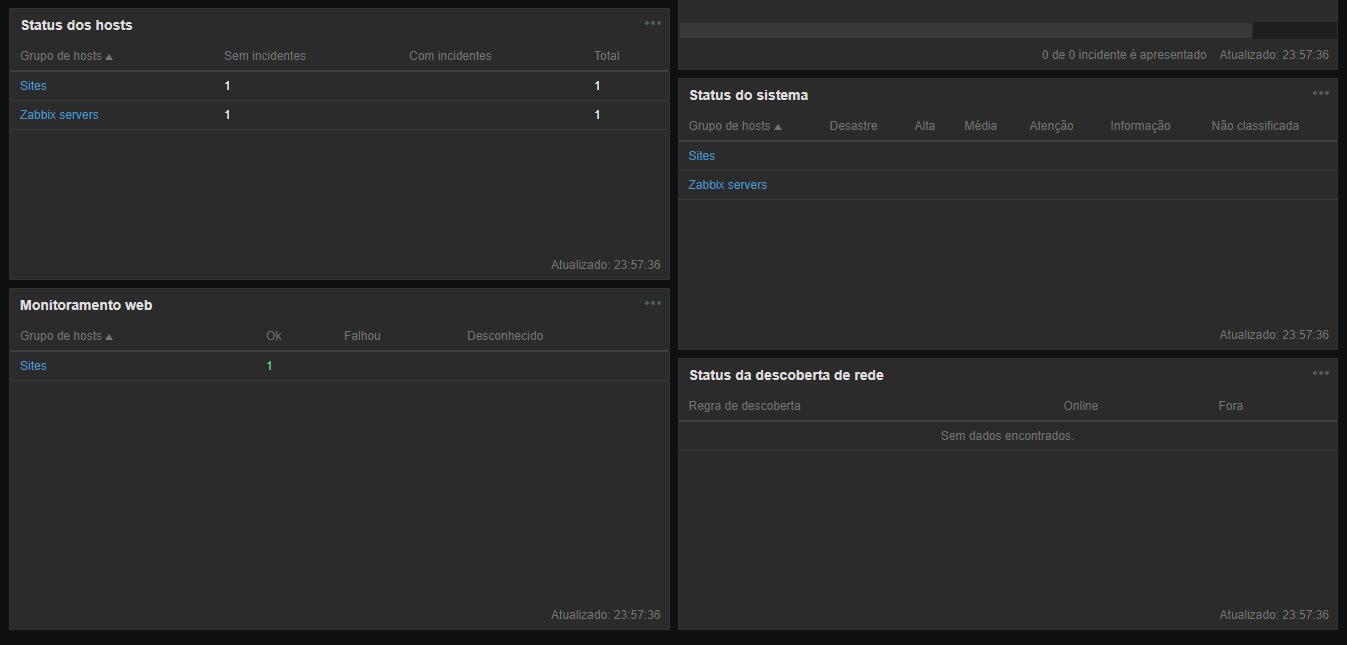 Status dos hosts
Grupo de hosts ▲ Sem incidentes Com incidentes Total
Sites 1 1
Zabbix servers 1 1
Atualizado: 23:57:36
Monitoramento web
Grupo de hosts ▲ Ok Falhou Desconhecido
Sites 1
Atualizado: 23:57:36
0 de 0 incidente é apresentado Atualizado: 23:57:36
Status do sistema
Grupo de hosts ▲ Desastre Alta Média Atenção Informação Não classificada
Sites
Zabbix servers
Atualizado: 23:57:36
Status da descoberta de rede
Regra de descoberta Online Fora
Sem dados encontrados.
Atualizado: 23:57:36